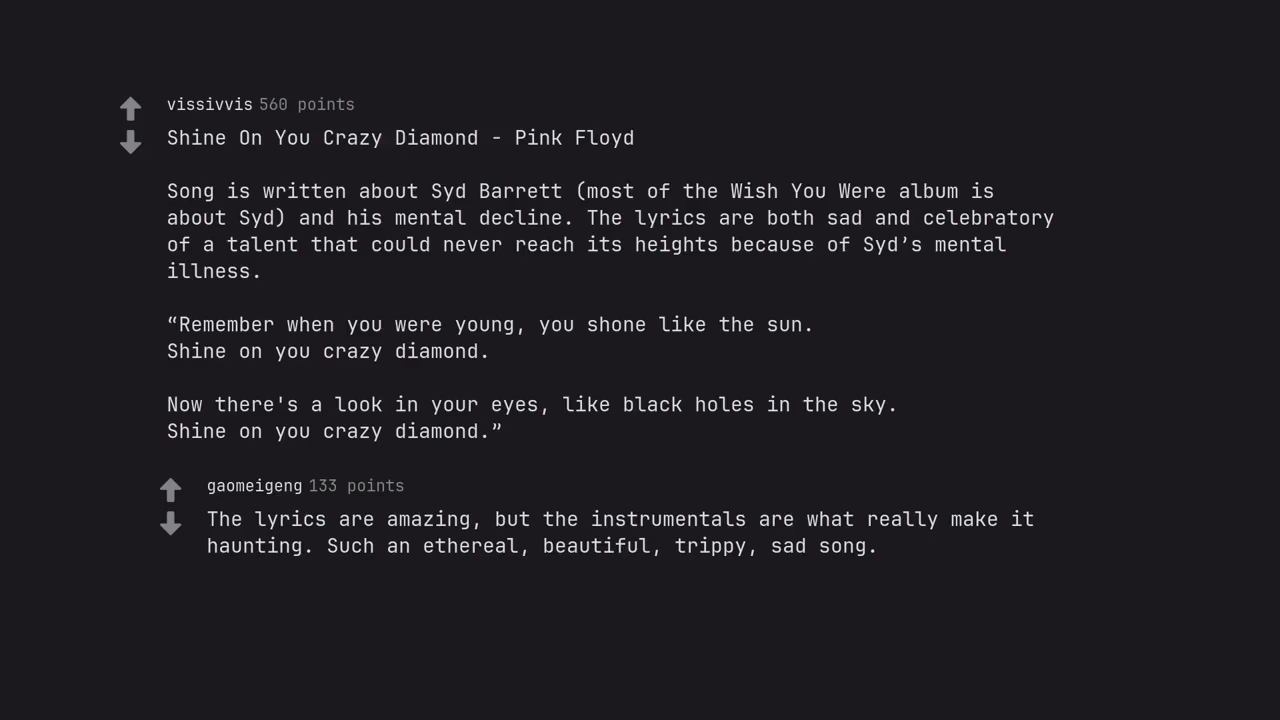 vissivvis 560 points
Shine On You Crazy Diamond - Pink Floyd
Song is written about Syd Barrett (most of the Wish You Were album is
about Syd) and his mental decline. The lyrics are both sad and celebratory
of a talent that could never reach its heights because of Syd’s mental
illness.
“Remember when you were young, you shone like the sun.
Shine on you crazy diamond.
Now there's a look in your eyes, like black holes in the sky.
Shine on you crazy diamond.”
gaomeigeng 133 points
The lyrics are amazing, but the instrumentals are what really make it
haunting. Such an ethereal, beautiful, trippy, sad song.